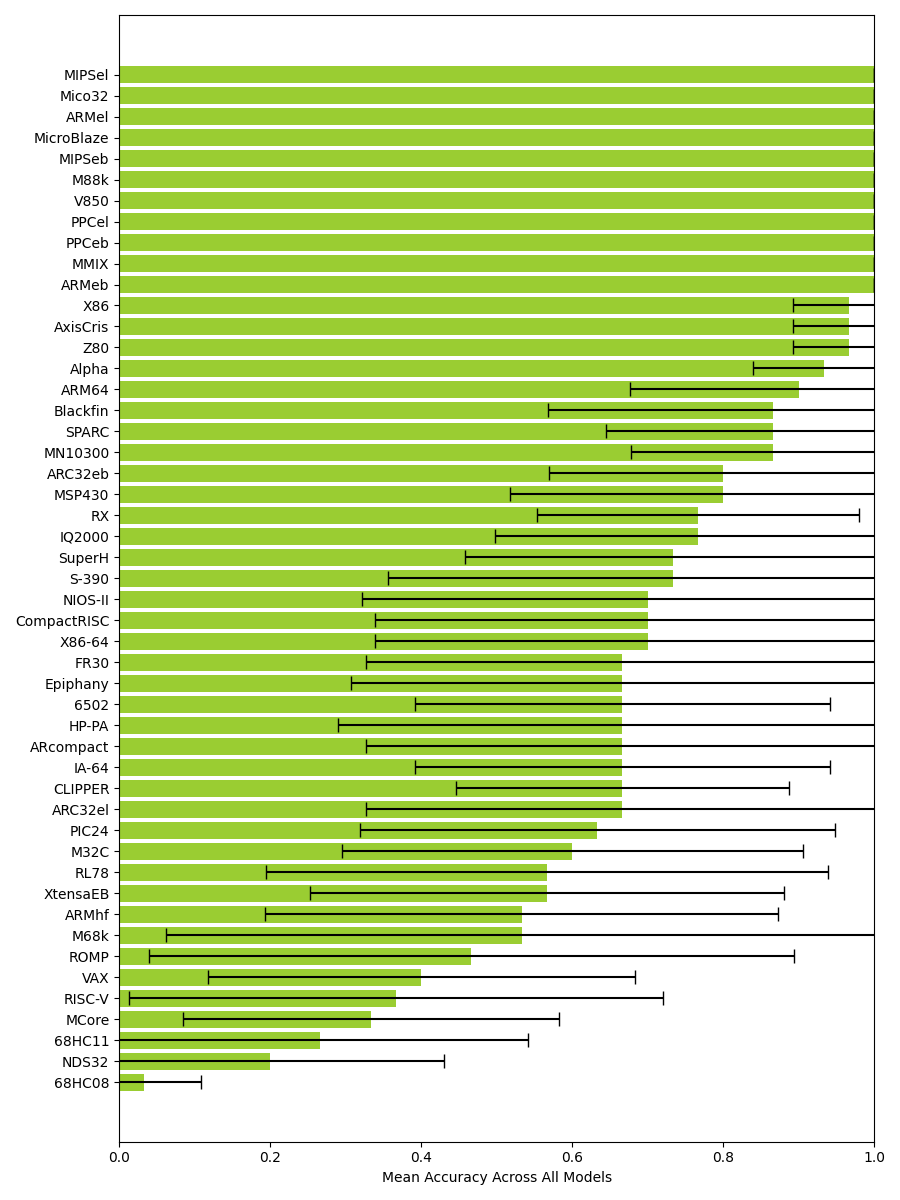 MIPSel
Mico32
ARMel
MicroBlaze
MIPSeb
M88k
V850
PPCel
PPCeb
MMIX
ARMeb
X86
AxisCris
Z80
Alpha
ARM64
Blackfin
SPARC
MN10300
ARC32eb
MSP430
RX
IQ2000
SuperH
S-390
NIOS-II
CompactRISC
X86-64
FR30
Epiphany
6502
HP-PA
ARcompact
IA-64
CLIPPER
ARC32el
PIC24
M32C
RL78
XtensaEB
ARMhf
M68k
ROMP
VAX
RISC-V
MCore
68HC11
NDS32
68HC08
0.0 0.2 0.4 0.6 0.8 1.0
Mean Accuracy Across All Models